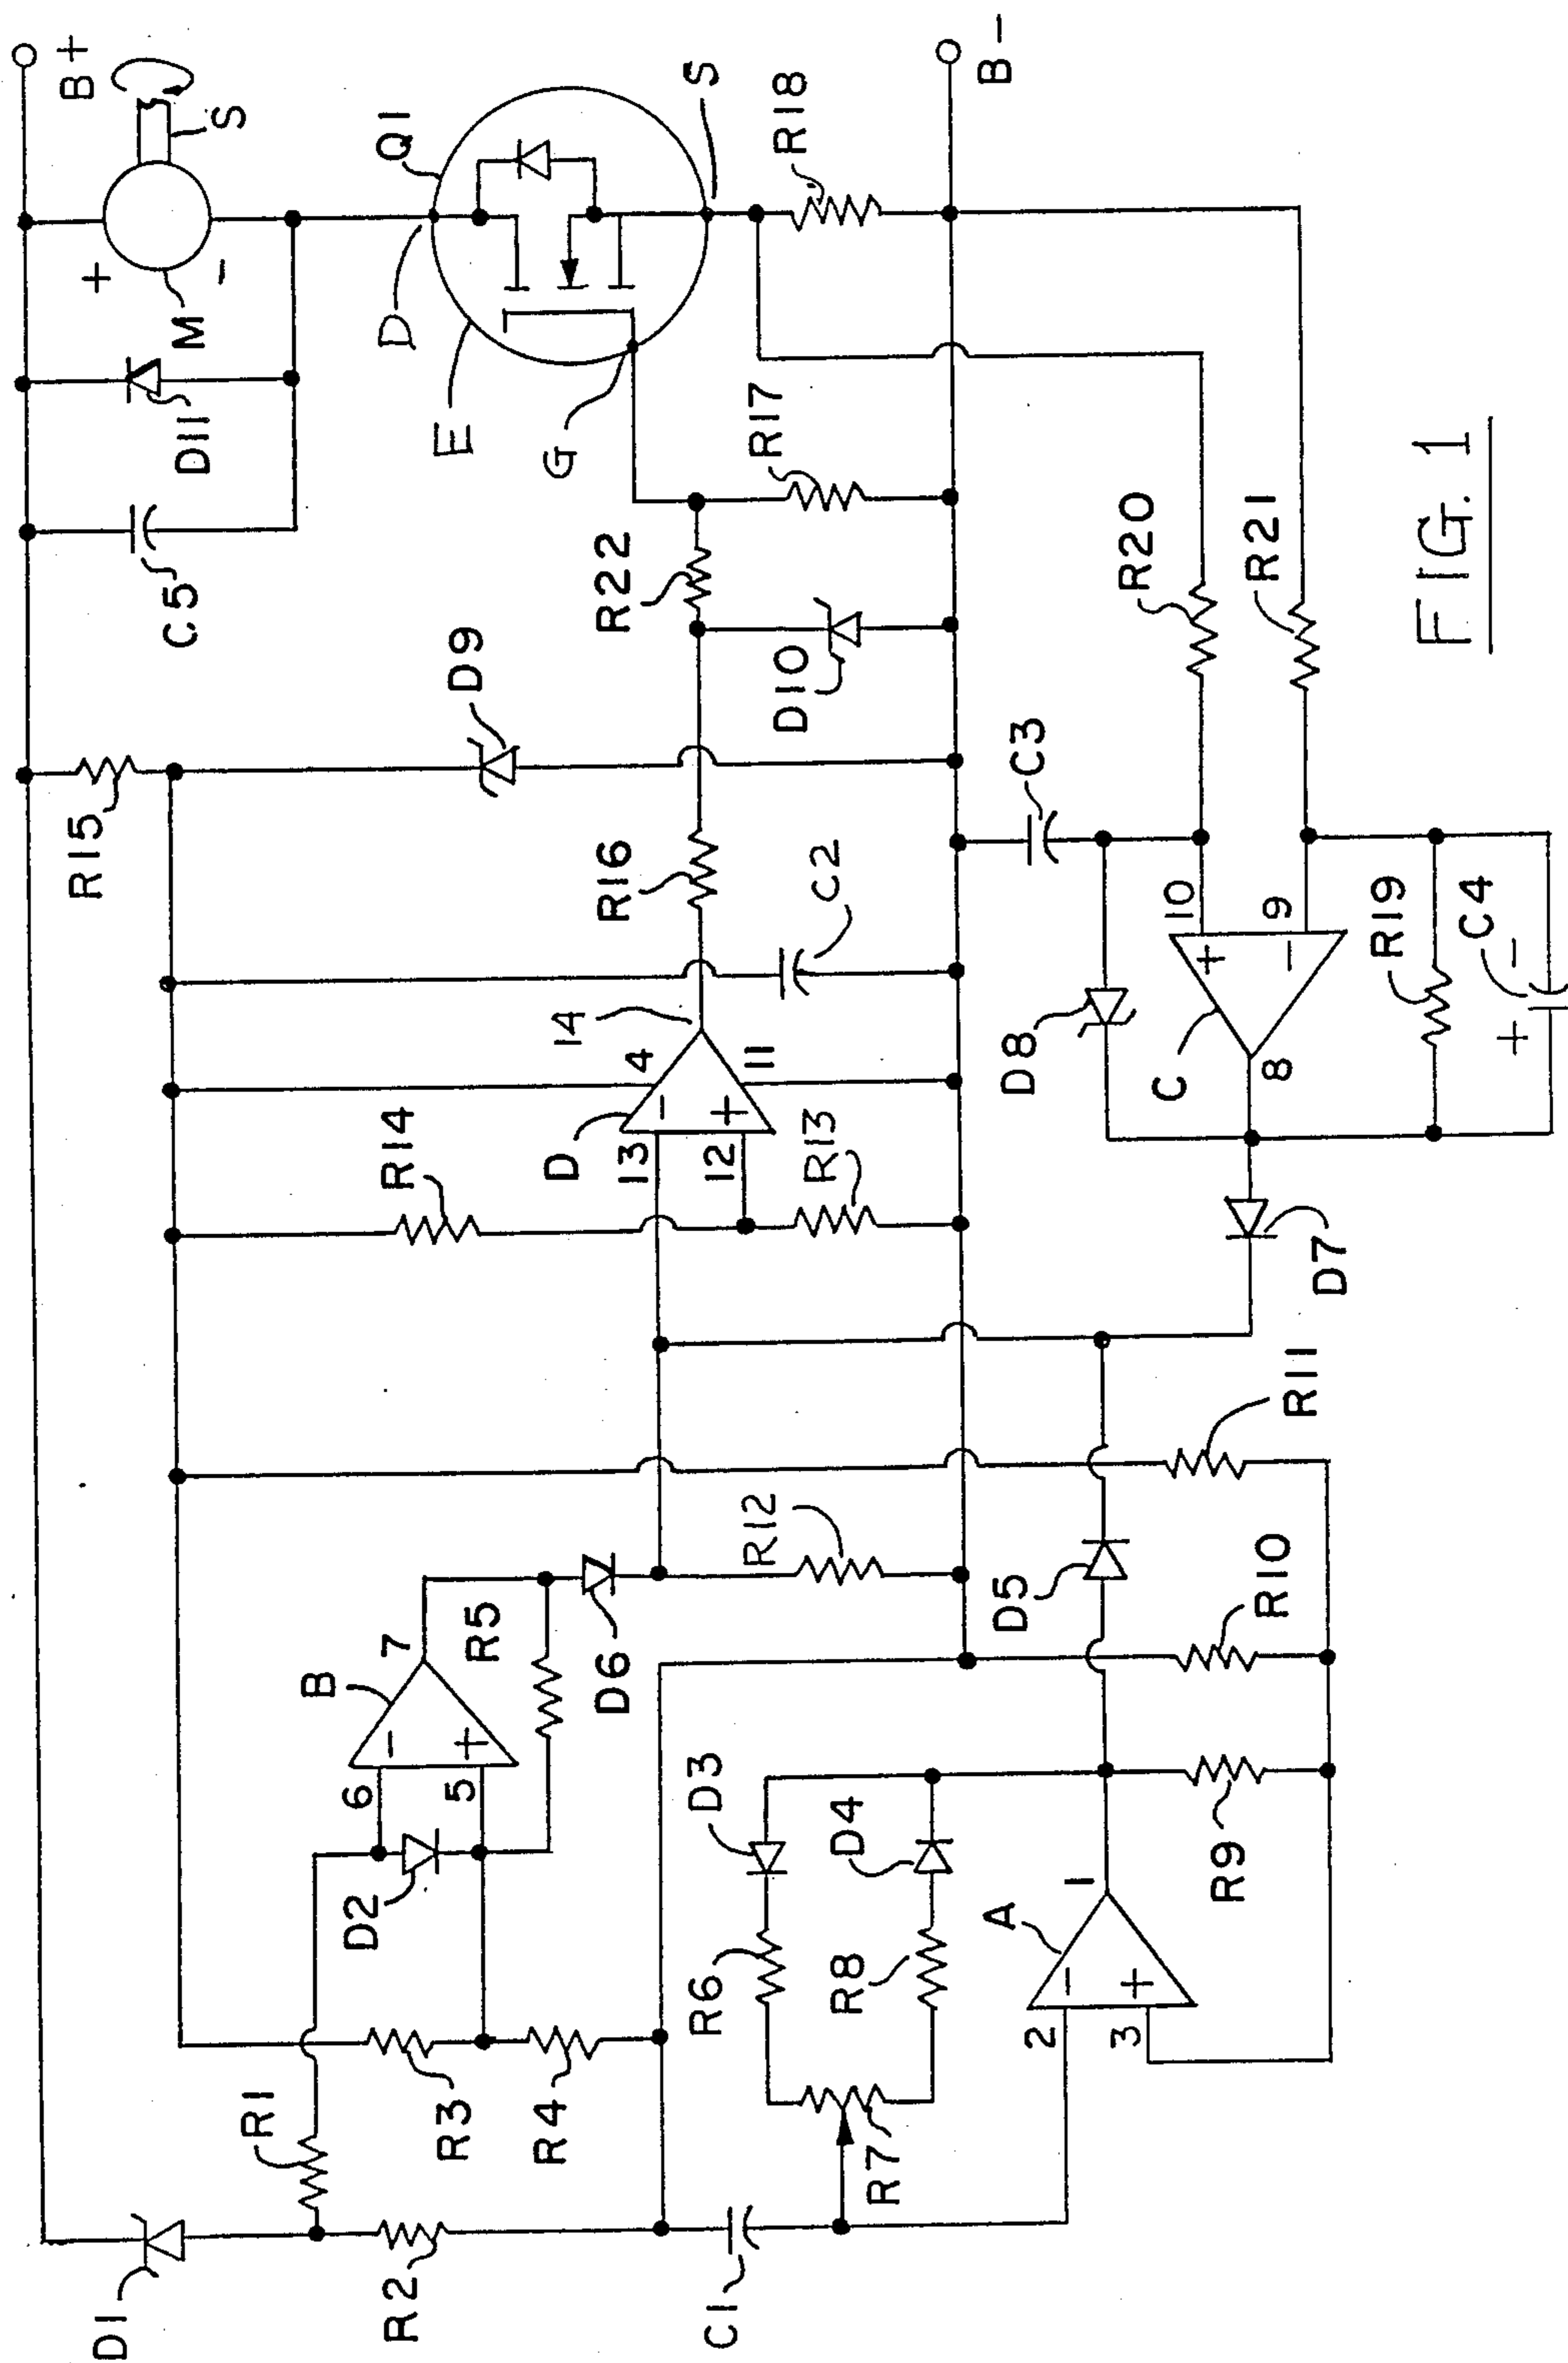 B+
S
+
M
-
D11
C5
Q1
D
E
G
S
R18
B-
R17
R22
D10
D9
R15
R16
C2
14
4
11
D
-
+
13
12
R14
R13
C3
R20
R21
10
9
+
-
C
8
D8
R19
C4
-
+
D7
R11
R12
D5
R10
7
B
R5
-
+
6
5
D6
D2
D3
D4
R6
R8
R7
A
1
-
+
2
3
R9
R1
R3
R4
D1
R2
C1
FIG. 1